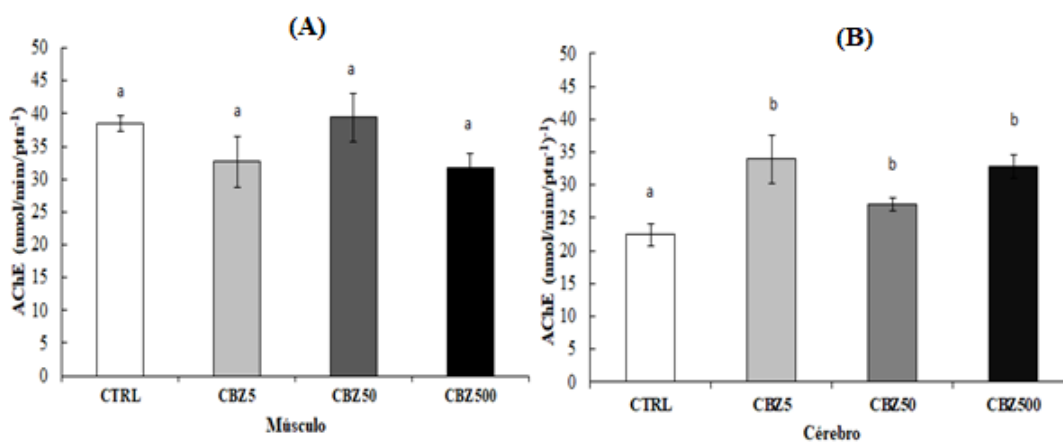 (A)
50
45
40
35
30
25
20
15
10
5
0
AChE (nmol/mim/ptn⁻¹)
a
a
a
a
CTRL CBZ5 CBZ50 CBZ500
Músculo
(B)
50
45
40
35
30
25
20
15
10
5
0
AChE (nmol/mim/ptn⁻¹)⁻¹)
a
b
b
b
CTRL CBZ5 CBZ50 CBZ500
Cérebro